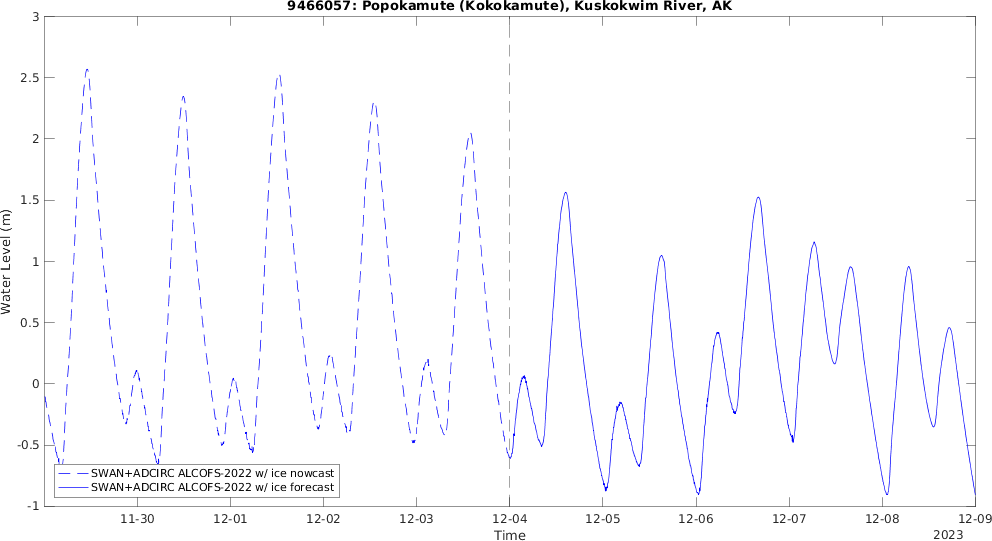 9466057: Popokamute (Kokokamute), Kuskokwim River, AK
Water Level (m)
3
2.5
2
1.5
1
0.5
0
-0.5
-1
SWAN+ADCIRC ALCOFS-2022 w/ ice nowcast
SWAN+ADCIRC ALCOFS-2022 w/ ice forecast
11-30 12-01 12-02 12-03 12-04 12-05 12-06 12-07 12-08 12-09
Time
2023